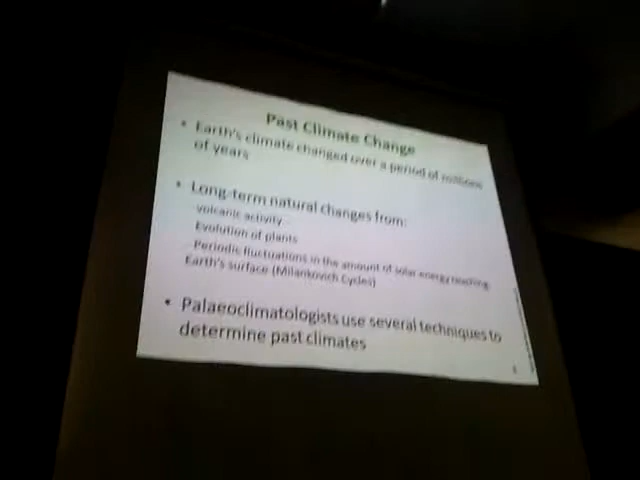 Past Climate Change
• Earth's climate changed over a period of millions
of years
• Long-term natural changes from:
volcanic activity
Evolution of plants
Periodic fluctuations in the amount of solar energy reaching
Earth's surface (Milankovich Cycles)
• Palaeoclimatologists use several techniques to
determine past climates